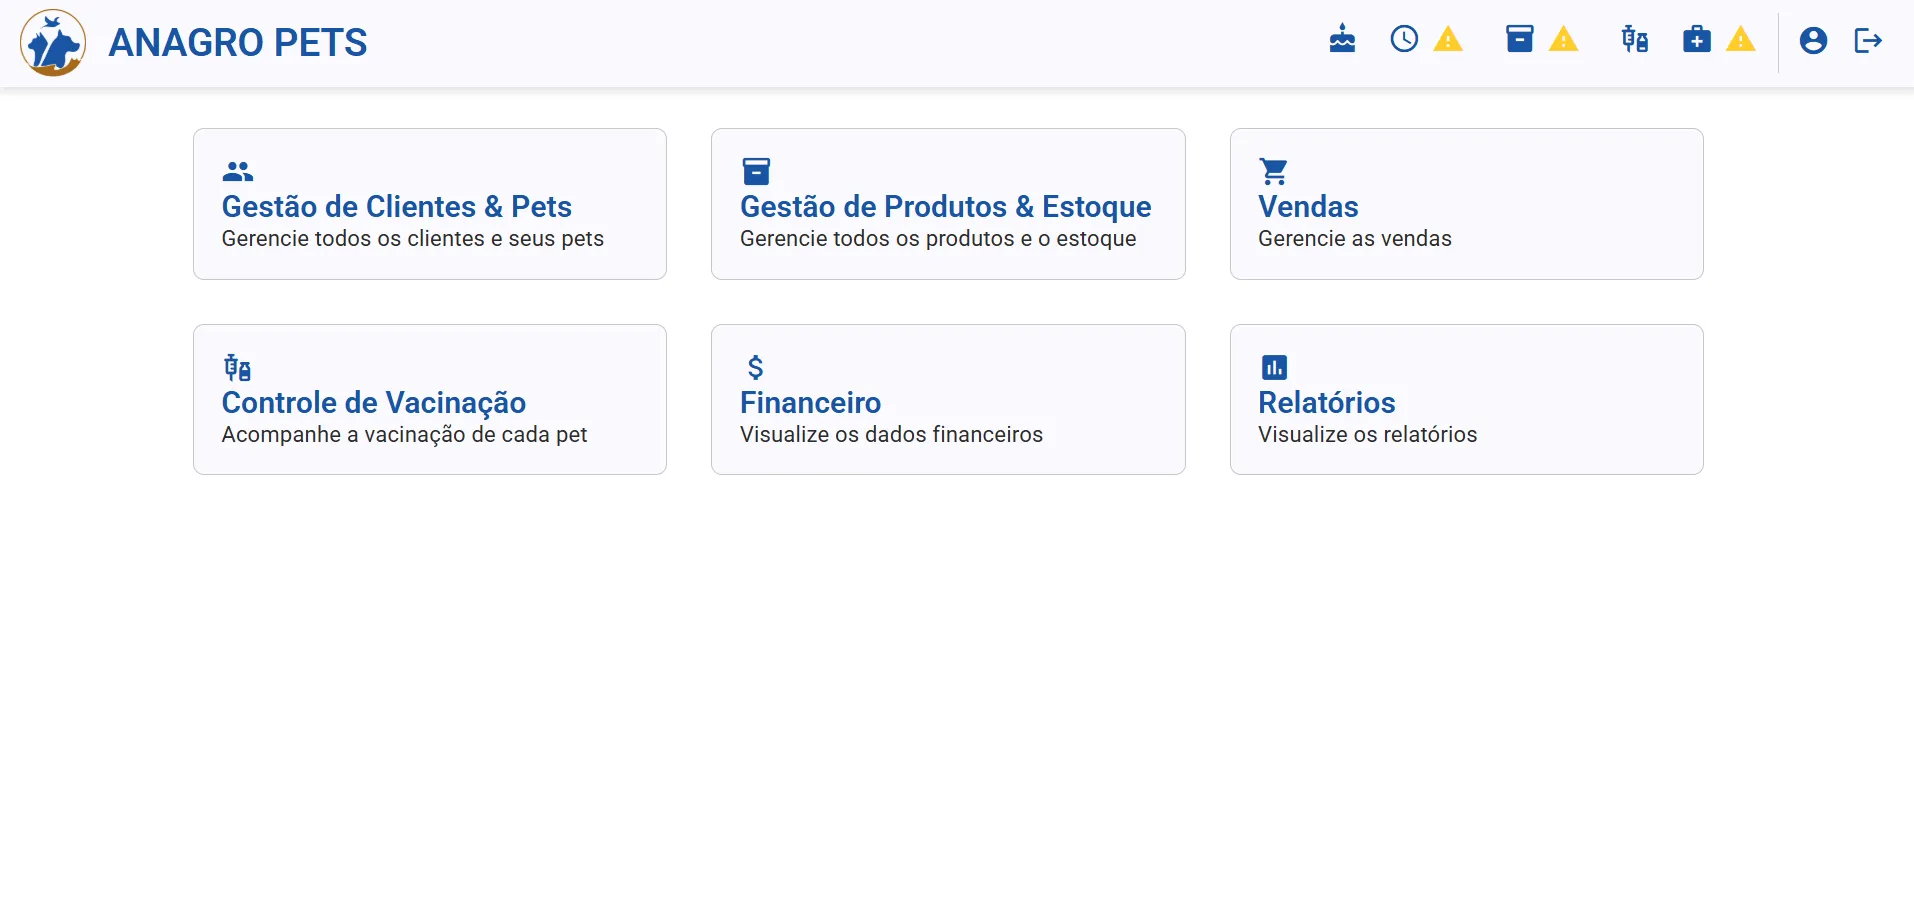 ANAGRO PETS
Gestão de Clientes & Pets
Gerencie todos os clientes e seus pets
Gestão de Produtos & Estoque
Gerencie todos os produtos e o estoque
Vendas
Gerencie as vendas
Controle de Vacinação
Acompanhe a vacinação de cada pet
Financeiro
Visualize os dados financeiros
Relatórios
Visualize os relatórios